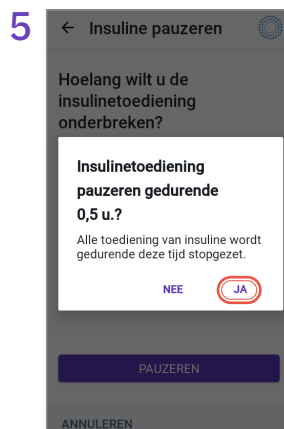 5
Insuline pauzeren
Hoelang wilt u de
insulinetoediening
onderbreken?
Insulinetoediening
pauzeren gedurende
0,5 u.?
Alle toediening van insuline wordt
gedurende deze tijd stopgezet.
NEE JA
PAUZEREN
ANNULEREN